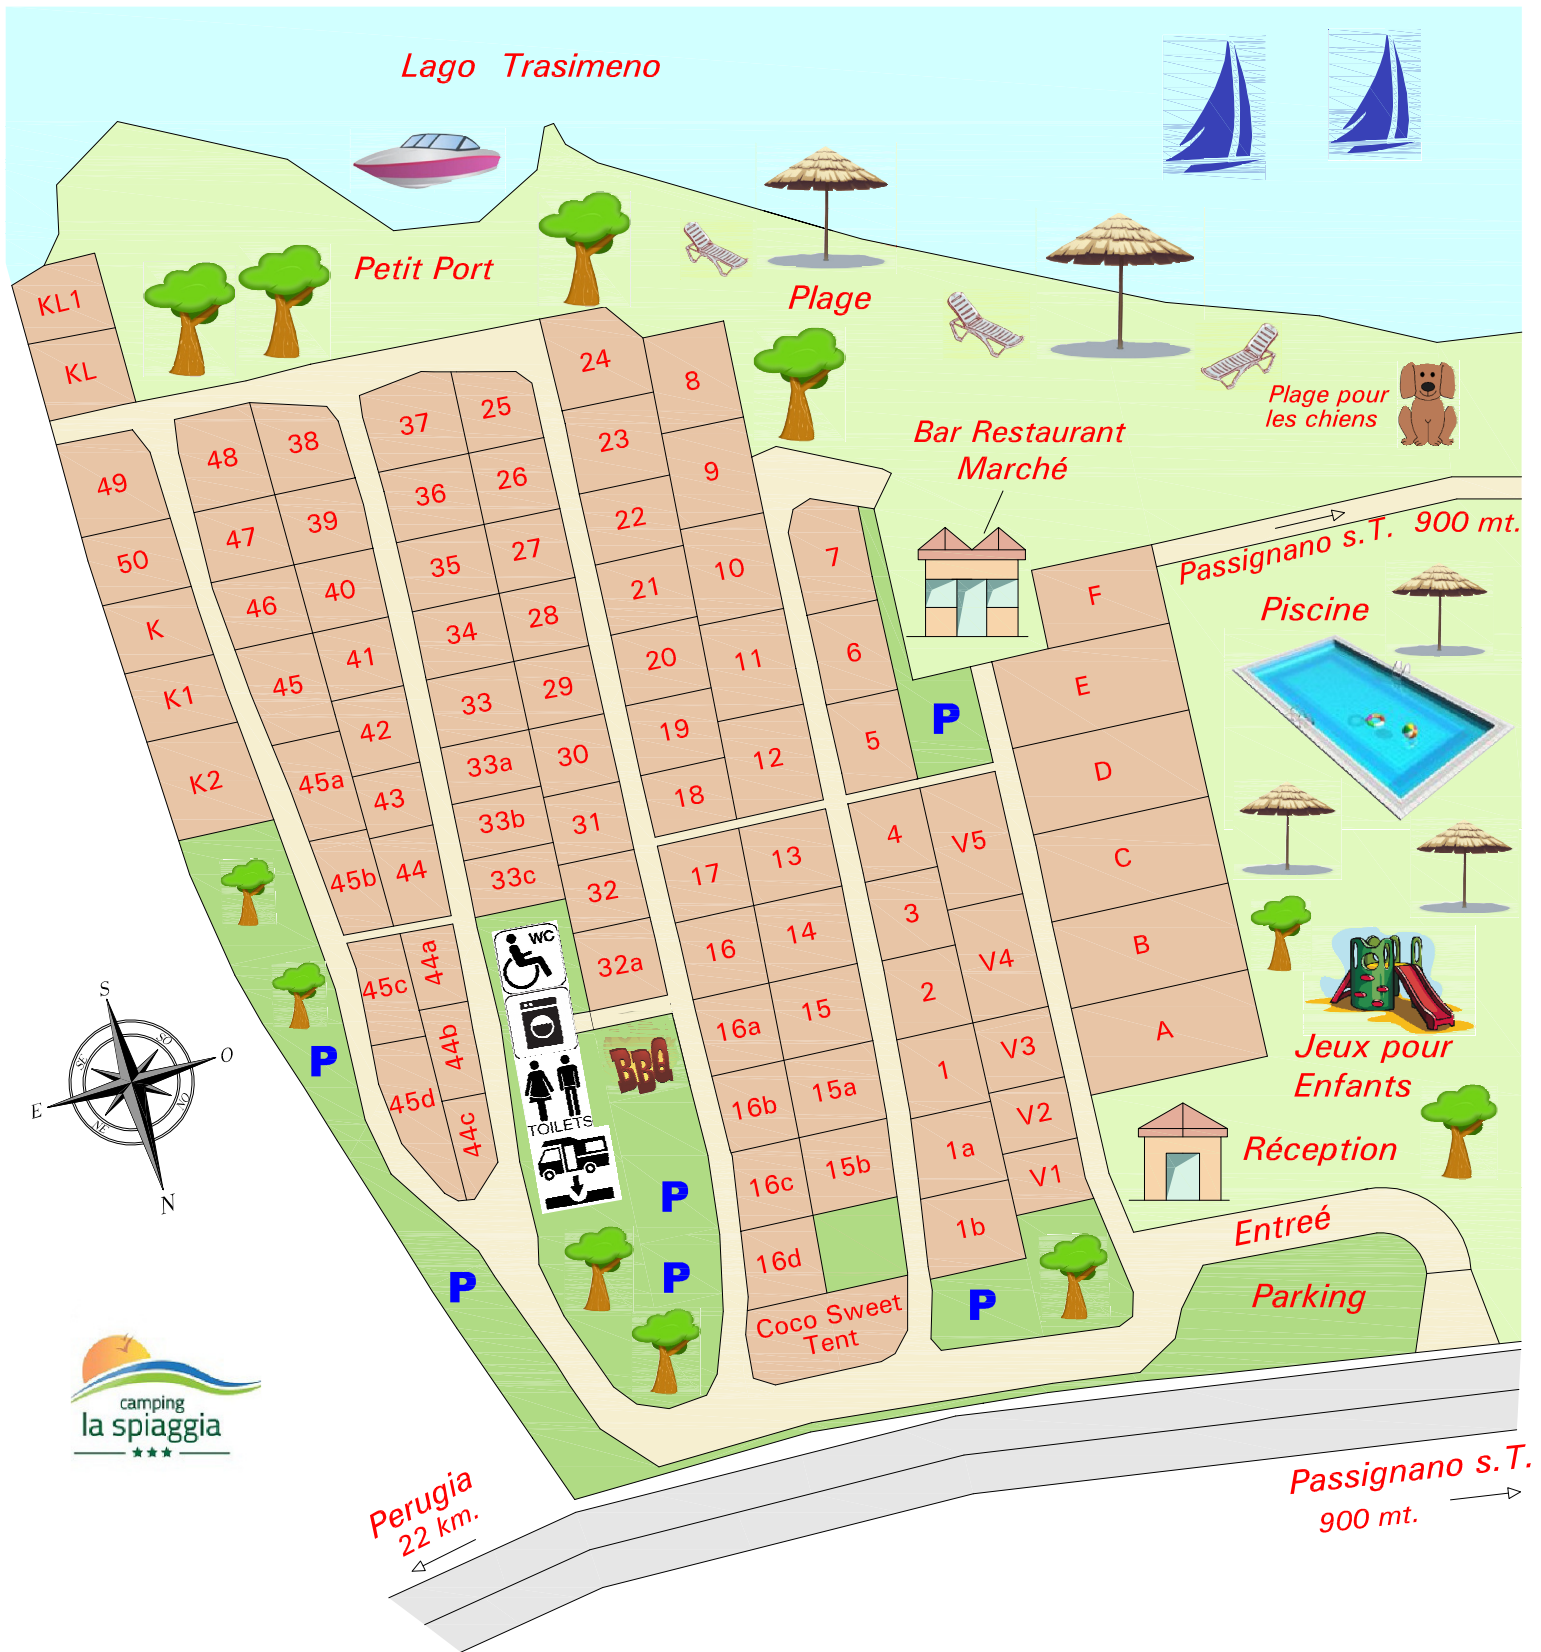 Lago Trasimeno
Petit Port
Plage
Plage pour
les chiens
Bar Restaurant
Marché
Passignano s.T. 900 mt.
Piscine
Jeux pour
Enfants
Réception
Entreé
Parking
KL1
KL
49
50
K
K1
K2
48
47
46
45
45a
45b
38
39
40
41
42
43
44
45c
45d
44a
44b
44c
37
36
35
34
33
33a
33b
33c
25
26
27
28
29
30
31
32
32a
24
23
22
21
20
19
18
8
9
10
11
12
7
6
5
P
17
16
16a
16b
16c
16d
13
14
15
15a
15b
Coco Sweet
Tent
4
3
2
1
1a
1b
V5
V4
V3
V2
V1
F
E
D
C
B
A
WC
TOILETS
BBQ
P
P
P
P
P
S
SO
O
NO
N
NE
E
SE
camping
la spiaggia
Perugia
22 km.
Passignano s.T.
900 mt.